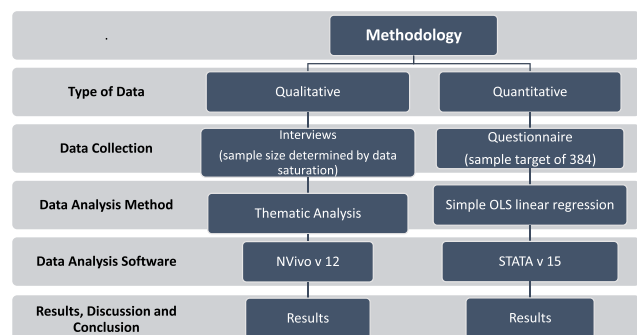 .
Methodology
Type of Data
Qualitative
Quantitative
Data Collection
Interviews
(sample size determined by data
saturation)
Questionnaire
(sample target of 384)
Data Analysis Method
Thematic Analysis
Simple OLS linear regression
Data Analysis Software
NVivo v 12
STATA v 15
Results, Discussion and
Conclusion
Results
Results